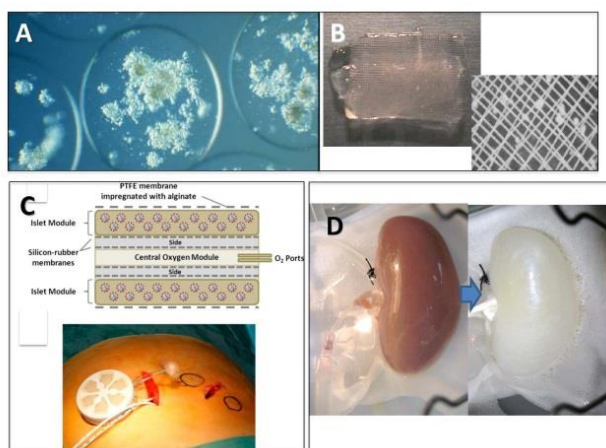 A
B
C
PTFE membrane
impregnated with alginate
Islet Module
Side
Silicon-rubber
membranes
Central Oxygen Module
O₂ Ports
Side
Islet Module
D